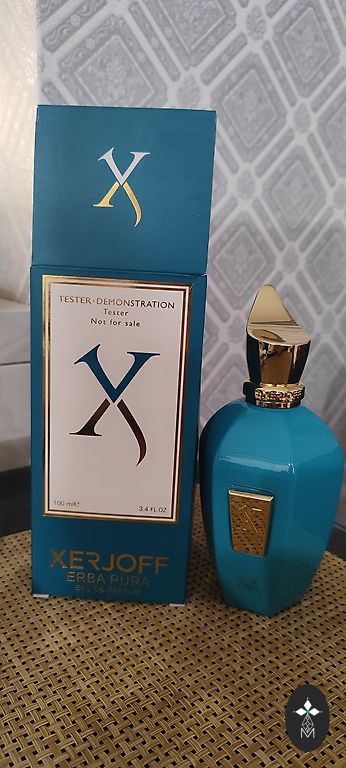 X
TESTER • DEMONSTRATION
Tester
Not for sale
X
100 ml℮ 3.4 FL OZ
XERJOFF
ERBA PURA
EAU DE PARFUM
X
M